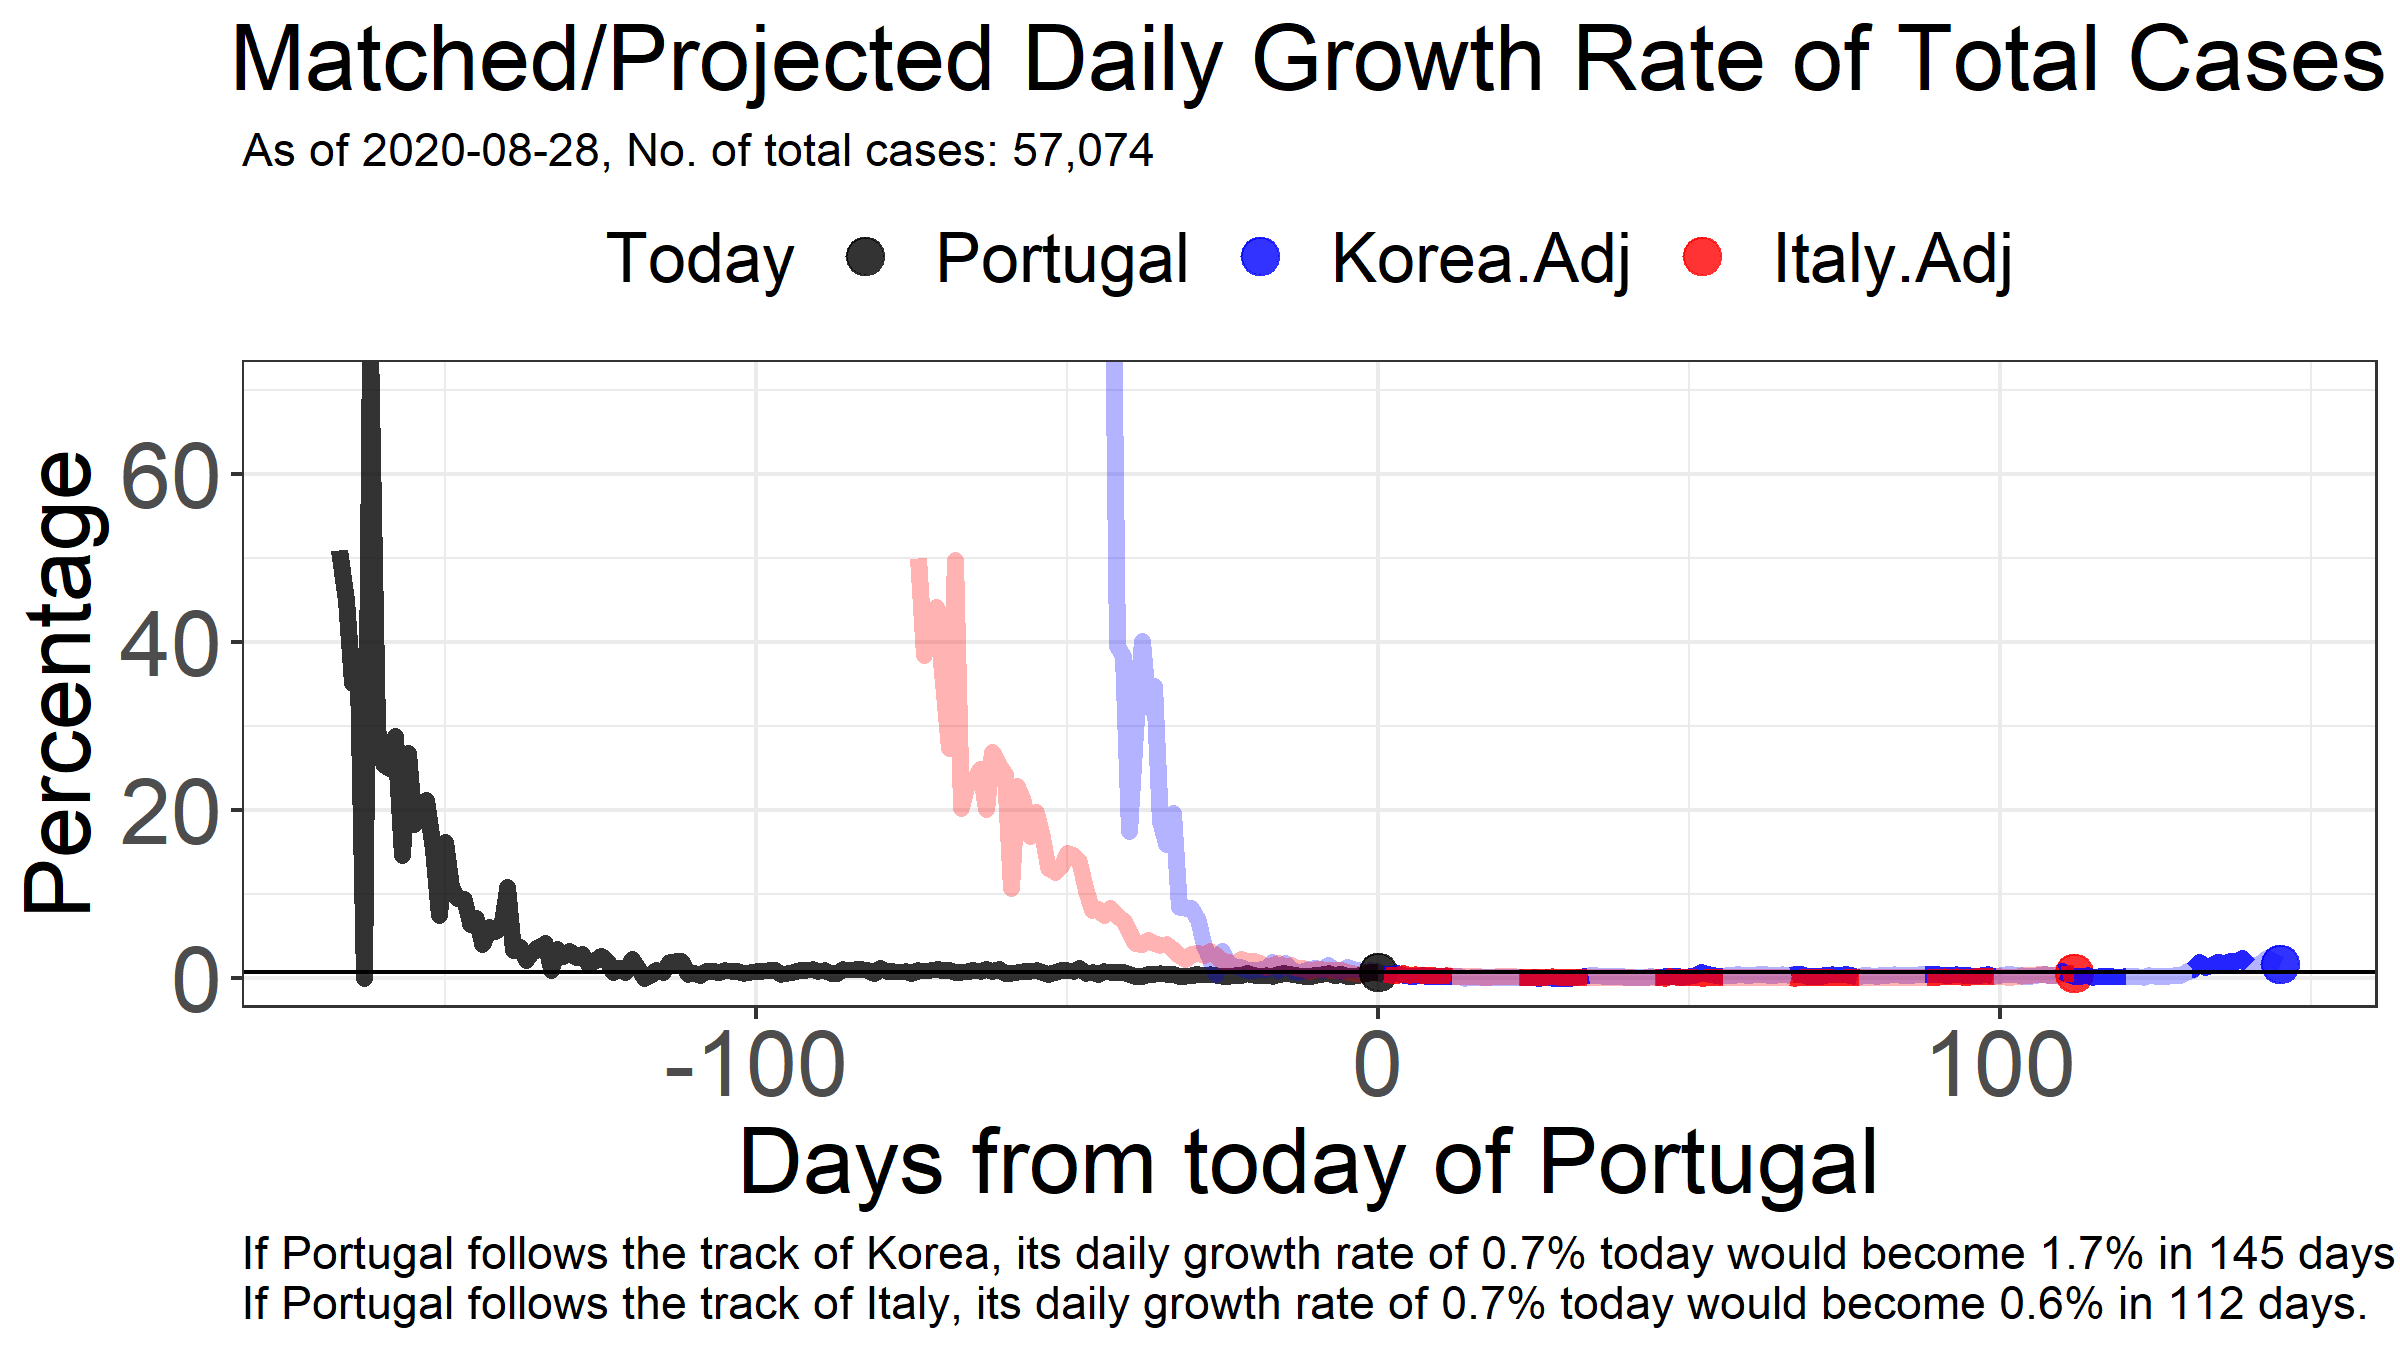 Matched/Projected Daily Growth Rate of Total Cases
As of 2020-08-28, No. of total cases: 57,074
Today Portugal Korea.Adj Italy.Adj
Percentage
60
40
20
0
-100 0 100
Days from today of Portugal
If Portugal follows the track of Korea, its daily growth rate of 0.7% today would become 1.7% in 145 days
If Portugal follows the track of Italy, its daily growth rate of 0.7% today would become 0.6% in 112 days.